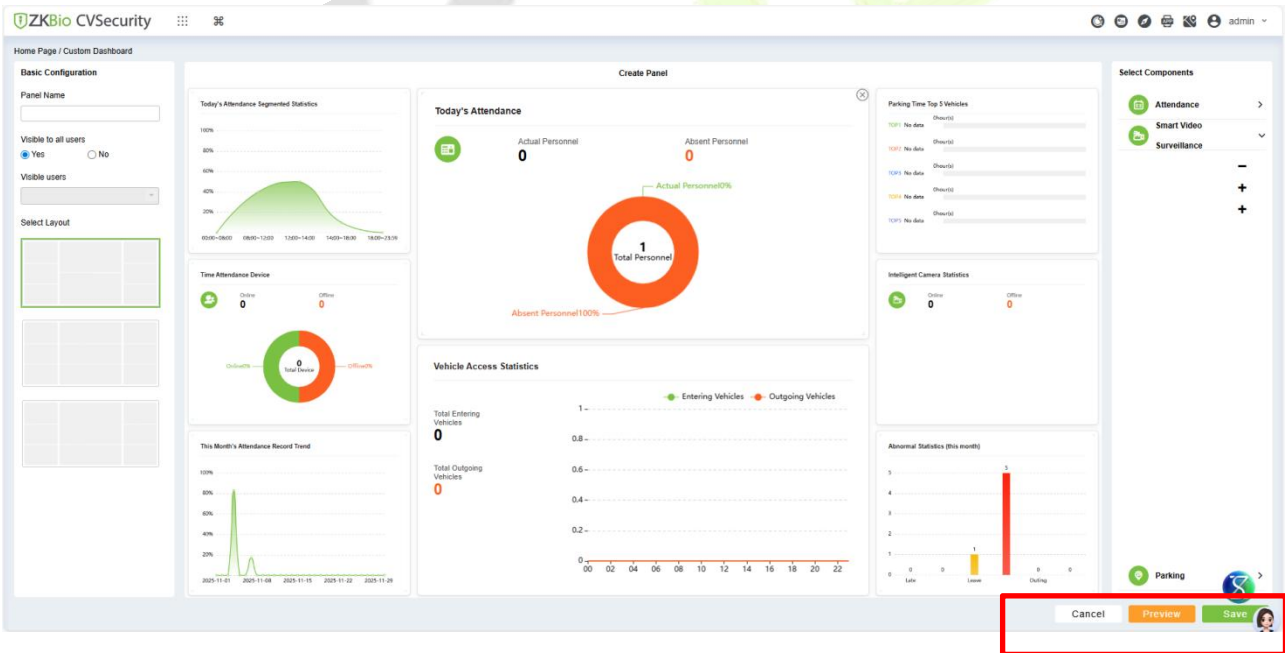 ZKBio CVSecurity
admin
Home Page / Custom Dashboard
Basic Configuration
Panel Name
Visible to all users
Yes
No
Visible users
Select Layout
Create Panel
Today's Attendance Segmented Statistics
100%
80%
60%
40%
20%
00:00~08:00 08:00~12:00 12:00~14:00 14:00~18:00 18:00~23:59
Time Attendance Device
Online
0
Offline
0
Online0%
0
Total Device
Offline0%
This Month's Attendance Record Trend
100%
80%
60%
40%
20%
2025-11-01 2025-11-08 2025-11-15 2025-11-22 2025-11-26
Today's Attendance
Actual Personnel
0
Absent Personnel
0
Actual Personnel0%
1
Total Personnel
Absent Personnel100%
Vehicle Access Statistics
Entering Vehicles
Outgoing Vehicles
Total Entering
Vehicles
0
Total Outgoing
Vehicles
0
1
0.8
0.6
0.4
0.2
0
00 02 04 06 08 10 12 14 16 18 20 22
Parking Time Top 5 Vehicles
0hour(s)
TOP1 No data
0hour(s)
TOP2 No data
0hour(s)
TOP3 No data
0hour(s)
TOP4 No data
0hour(s)
TOP5 No data
Intelligent Camera Statistics
Online
0
Offline
0
Abnormal Statistics (this month)
5
4
3
2
1
0
0 0 1 5 0 0
Late Leave Outing
Select Components
Attendance
Smart Video
Surveillance
Parking
Cancel
Preview
Save